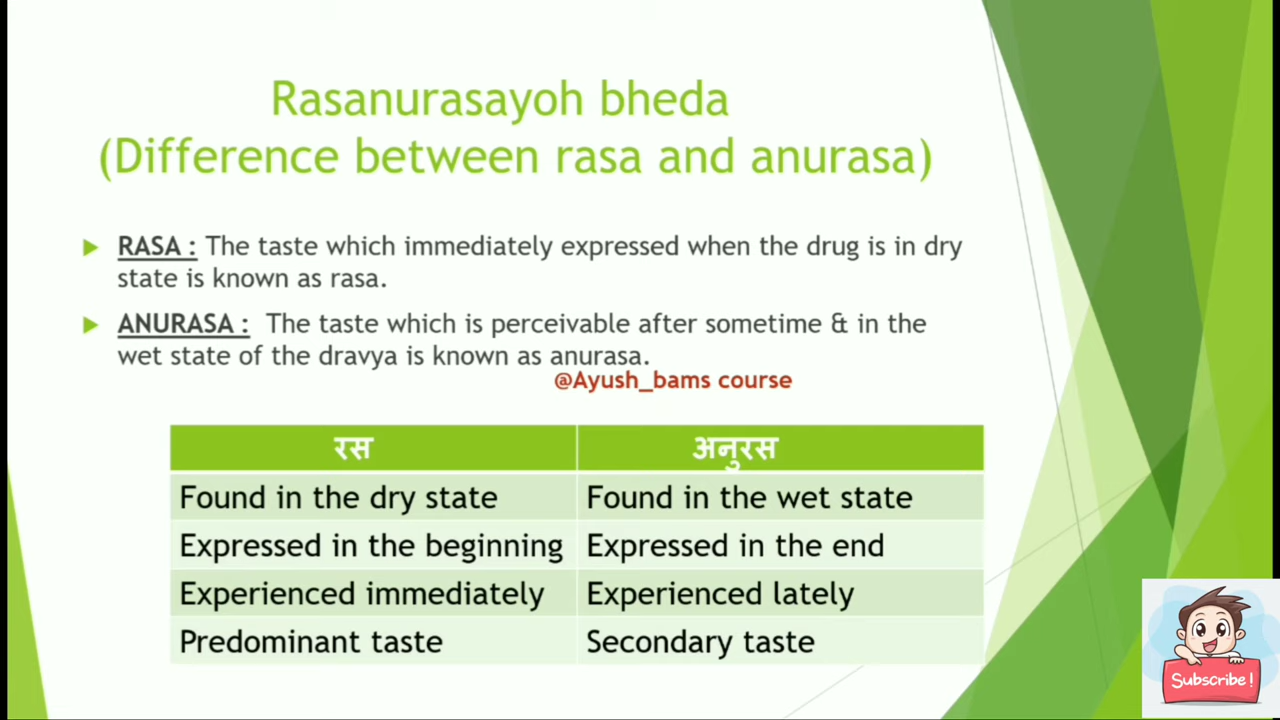 Rasanurasayoh bheda
(Difference between rasa and anurasa)
RASA : The taste which immediately expressed when the drug is in dry
state is known as rasa.
ANURASA : The taste which is perceivable after sometime & in the
wet state of the dravya is known as anurasa.
@Ayush_bams course
रस अनुरस
Found in the dry state Found in the wet state
Expressed in the beginning Expressed in the end
Experienced immediately Experienced lately
Predominant taste Secondary taste
Subscribe!